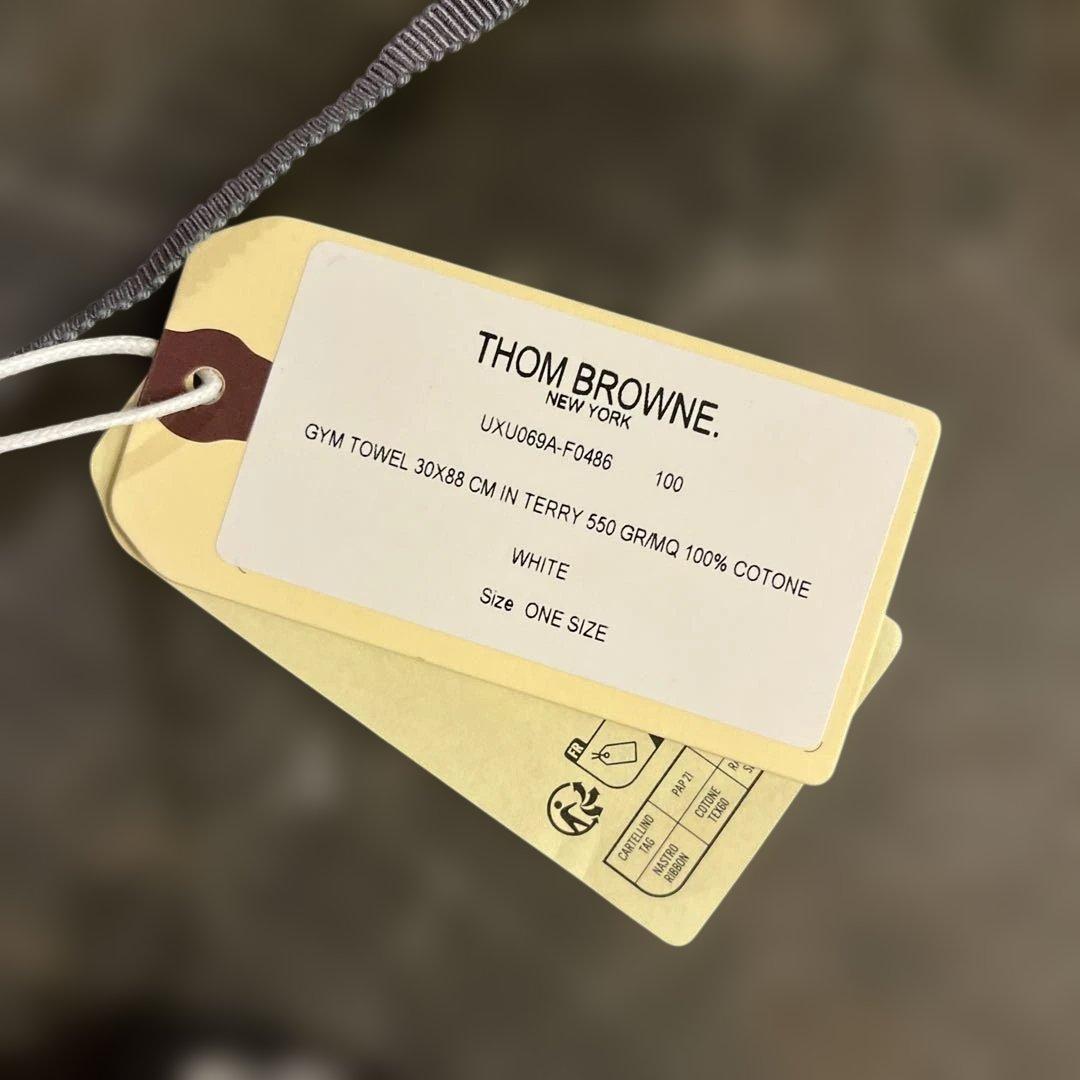 THOM BROWNE.
NEW YORK
UXU069A-F0486 100
GYM TOWEL 30X88 CM IN TERRY 550 GR/MQ 100% COTONE
WHITE
Size ONE SIZE
FR
CARTELLINO
TAG
PAP 21
NASTRO
RIBBON
COTONE
TEX60